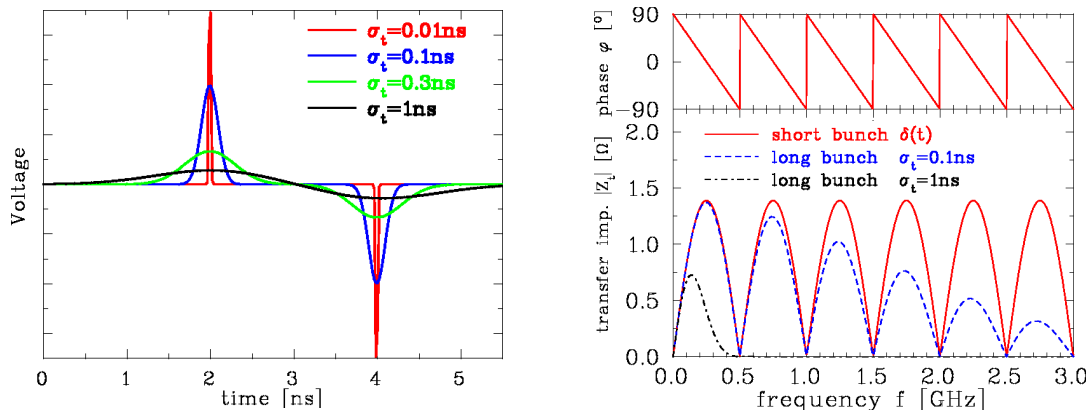 σt=0.01ns
σt=0.1ns
σt=0.3ns
σt=1ns
Voltage
0 1 2 3 4 5
time [ns]
90
0
−90
phase φ [°]
short bunch δ(t)
long bunch σt=0.1ns
long bunch σt=1ns
2.0
1.5
1.0
0.5
0.0
transfer imp. |Zt| [Ω]
0.0 0.5 1.0 1.5 2.0 2.5 3.0
frequency f [GHz]